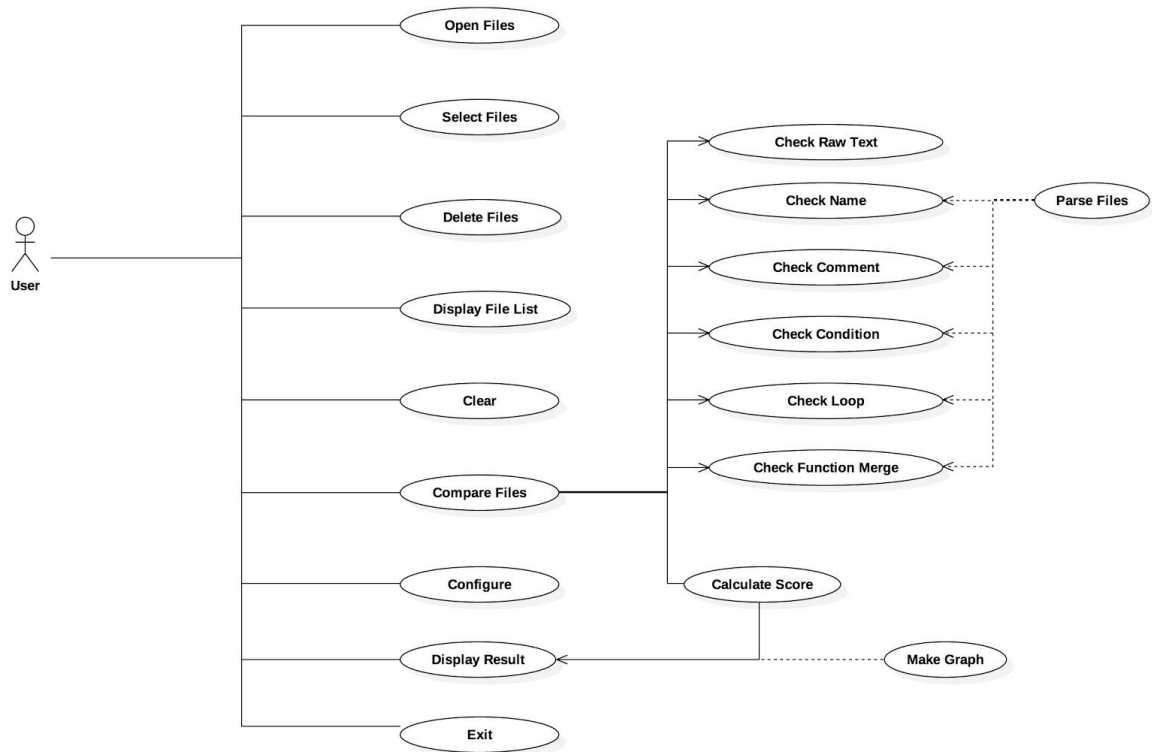 Open Files
Select Files
Check Raw Text
Check Name
Parse Files
Delete Files
User
Check Comment
Display File List
Check Condition
Clear
Check Loop
Check Function Merge
Compare Files
Configure
Calculate Score
Display Result
Make Graph
Exit